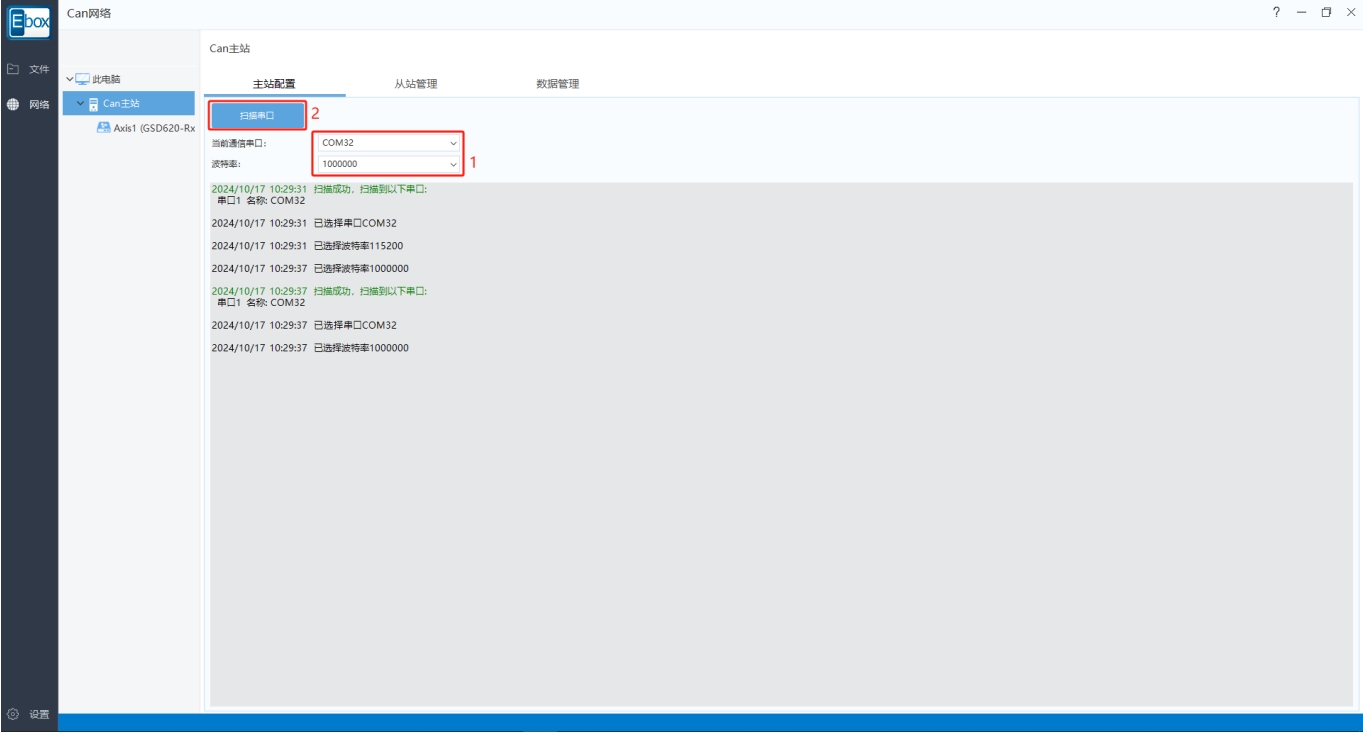 Ebox
Can网络
文件
网络
此电脑
Can主站
Axis1 (GSD620-Rx
Can主站
主站配置 从站管理 数据管理
扫描串口 2
当前通信串口: COM32
波特率: 1000000 1
2024/10/17 10:29:31 扫描成功, 扫描到以下串口:
串口1 名称: COM32
2024/10/17 10:29:31 已选择串口COM32
2024/10/17 10:29:31 已选择波特率115200
2024/10/17 10:29:37 已选择波特率1000000
2024/10/17 10:29:37 扫描成功, 扫描到以下串口:
串口1 名称: COM32
2024/10/17 10:29:37 已选择串口COM32
2024/10/17 10:29:37 已选择波特率1000000
设置